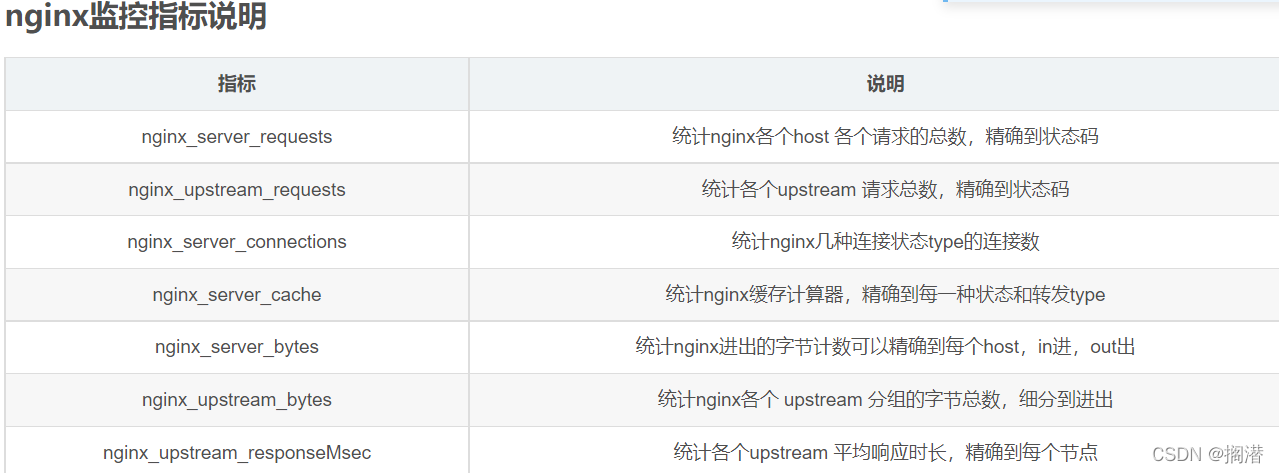 nginx监控指标说明
指标 说明
nginx_server_requests 统计nginx各个host 各个请求的总数，精确到状态码
nginx_upstream_requests 统计各个upstream 请求总数，精确到状态码
nginx_server_connections 统计nginx几种连接状态type的连接数
nginx_server_cache 统计nginx缓存计算器，精确到每一种状态和转发type
nginx_server_bytes 统计nginx进出的字节计数可以精确到每个host，in进，out出
nginx_upstream_bytes 统计nginx各个 upstream 分组的字节总数，细分到进出
nginx_upstream_responseMsec 统计各个upstream 平均响应时长，精确到每个节点
CSDN @搁潜